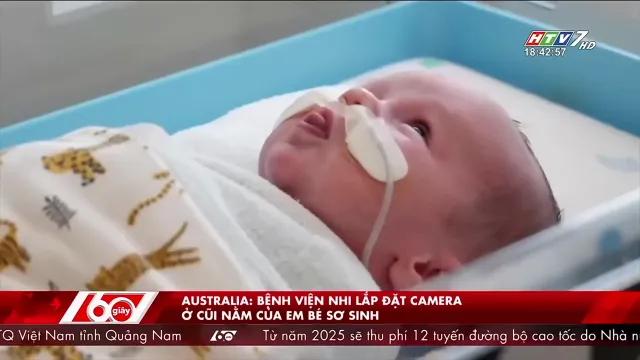 HTV7 HD
18:42:57
60 giây
AUSTRALIA: BỆNH VIỆN NHI LẮP ĐẶT CAMERA
Ở CŨI NẰM CỦA EM BÉ SƠ SINH
TQ Việt Nam tỉnh Quảng Nam 60 Từ năm 2025 sẽ thu phí 12 tuyến đường bộ cao tốc do Nhà n